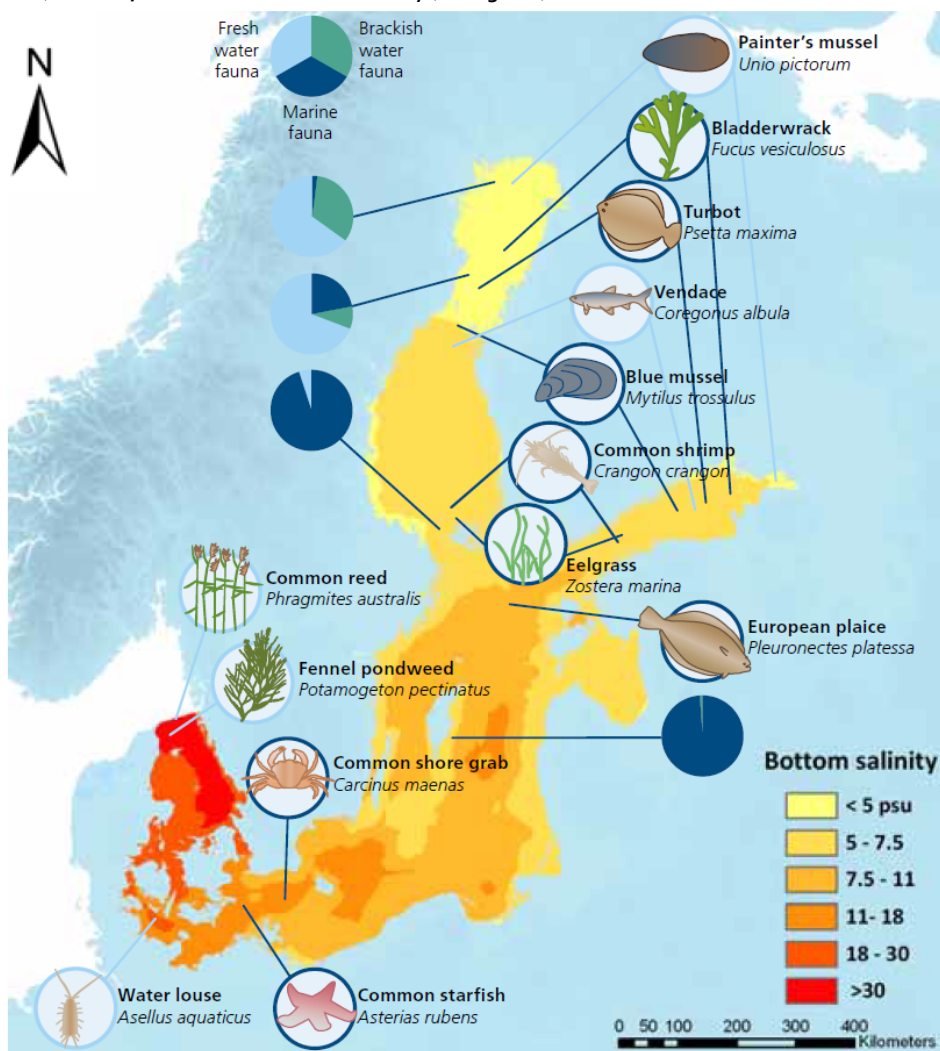 Fresh
water
fauna
Brackish
water
fauna
Marine
fauna
N
Painter's mussel
Unio pictorum
Bladderwrack
Fucus vesiculosus
Turbot
Psetta maxima
Vendace
Coregonus albula
Blue mussel
Mytilus trossulus
Common shrimp
Crangon crangon
Eelgrass
Zostera marina
Common reed
Phragmites australis
European plaice
Pleuronectes platessa
Fennel pondweed
Potamogeton pectinatus
Common shore grab
Carcinus maenas
Bottom salinity
< 5 psu
5 - 7.5
7.5 - 11
11- 18
18 - 30
>30
Water louse
Asellus aquaticus
Common starfish
Asterias rubens
0 50 100 200 300 400
Kilometers